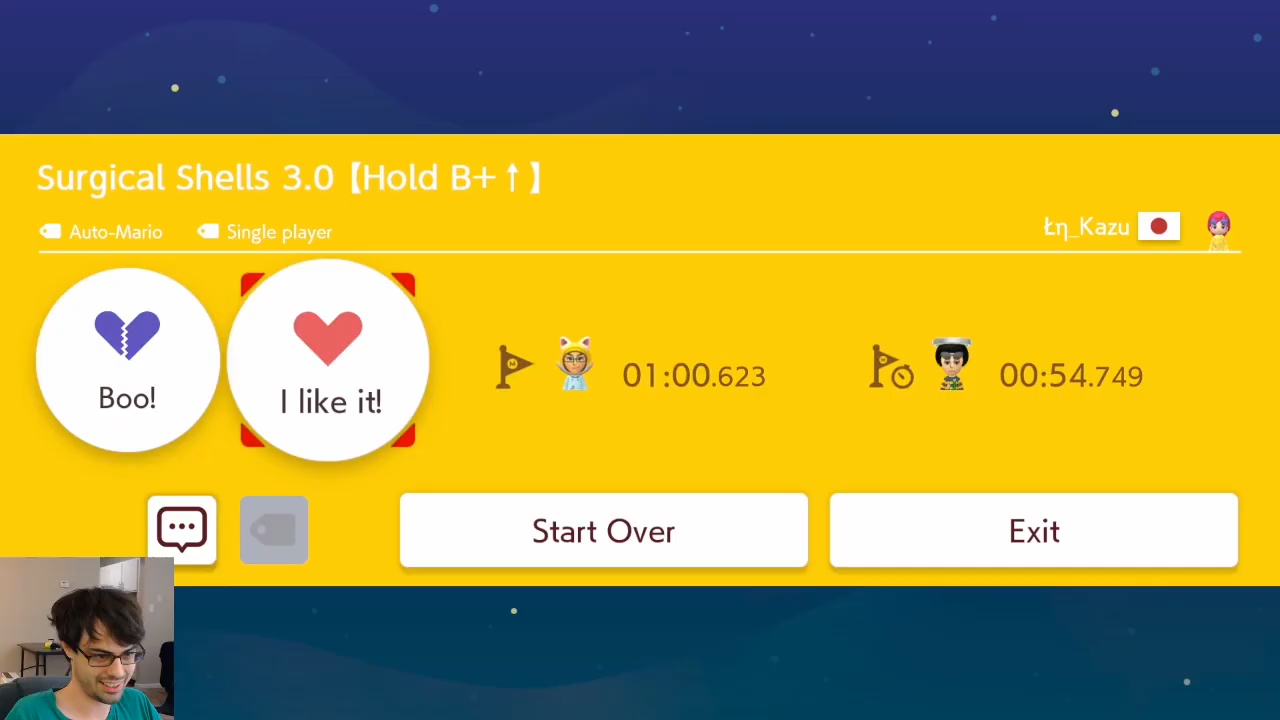 Surgical Shells 3.0 【Hold B+↑】
Auto-Mario Single player
Łη_Kazu
Boo!
I like it!
M 01:00.623
M 00:54.749
Start Over
Exit